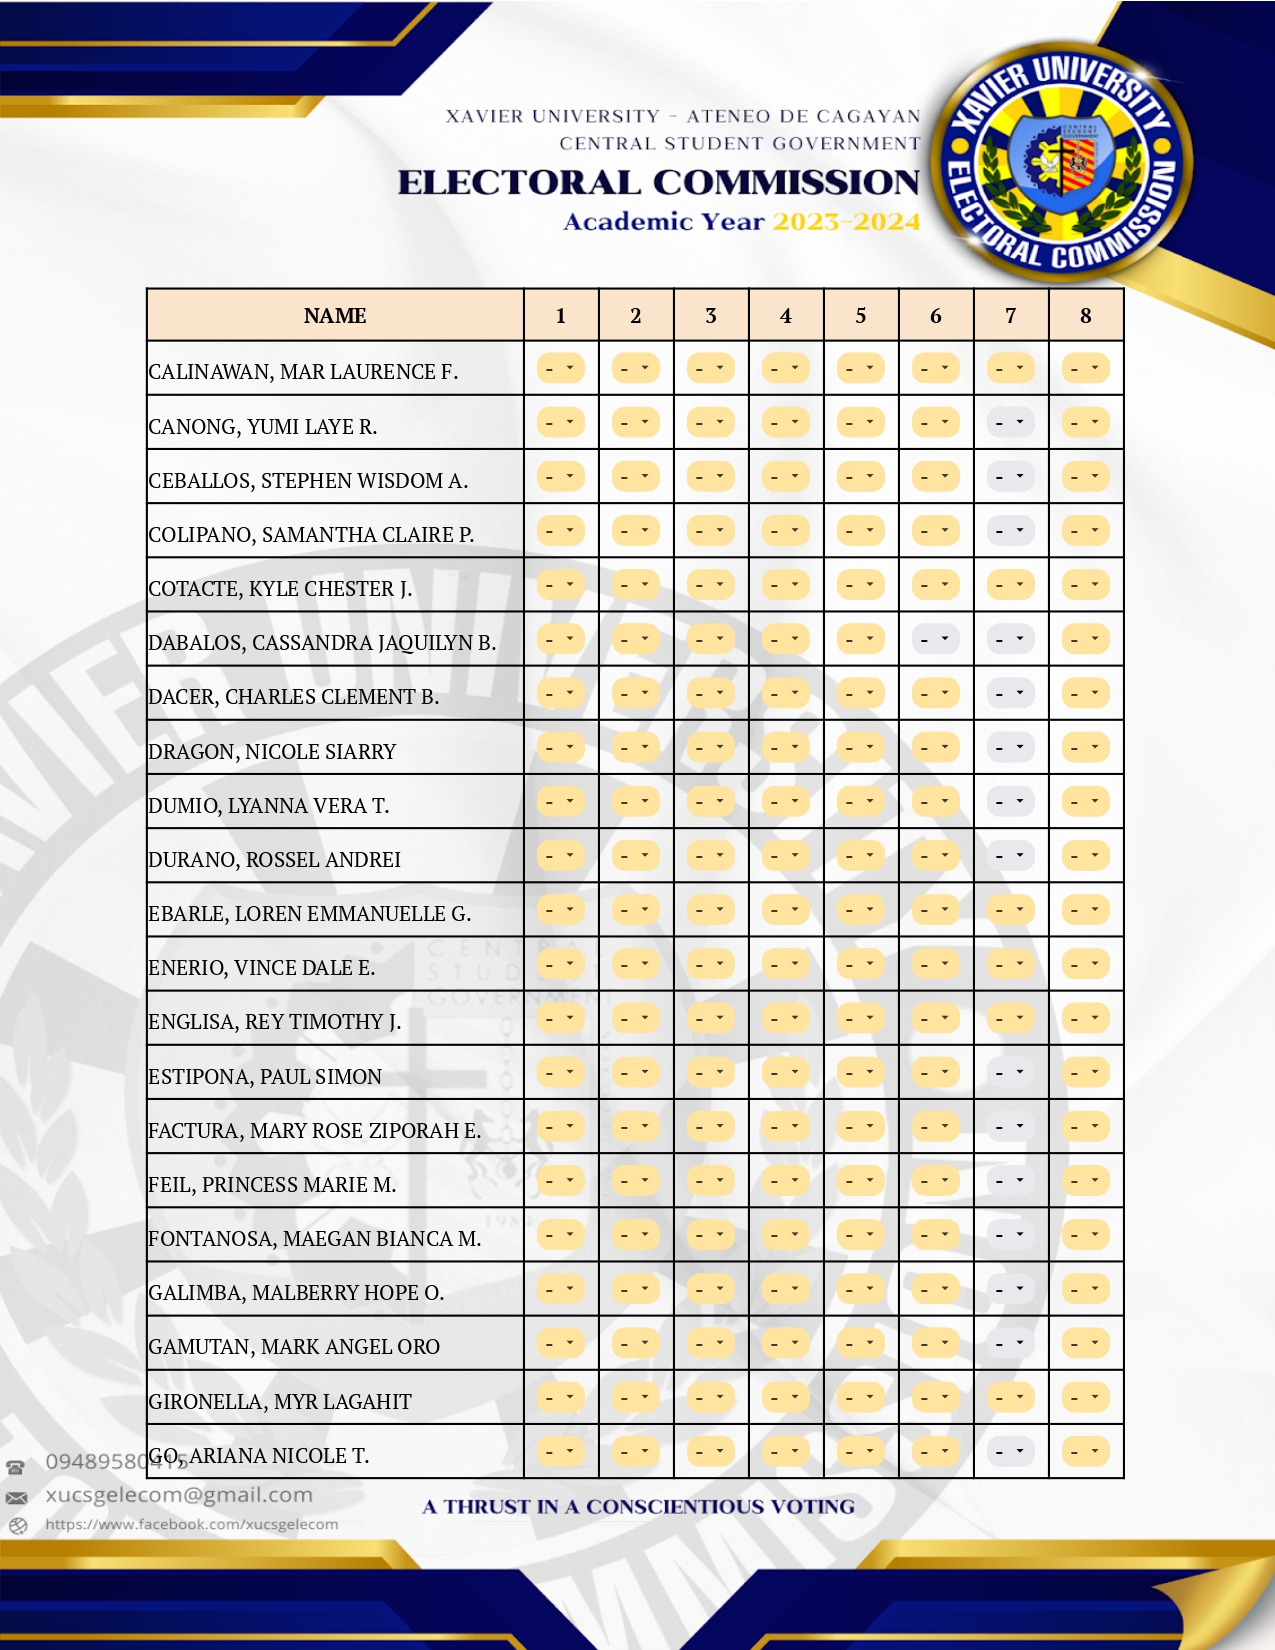 XAVIER UNIVERSITY - ATENEO DE CAGAYAN
CENTRAL STUDENT GOVERNMENT
ELECTORAL COMMISSION
Academic Year 2023-2024
XAVIER UNIVERSITY
ELECTORAL COMMISSION
CENTRAL
STUDENT
GOVERNMENT
NAME 1 2 3 4 5 6 7 8
CALINAWAN, MAR LAURENCE F. - - - - - - - -
CANONG, YUMI LAYE R. - - - - - - - -
CEBALLOS, STEPHEN WISDOM A. - - - - - - - -
COLIPANO, SAMANTHA CLAIRE P. - - - - - - - -
COTACTE, KYLE CHESTER J. - - - - - - - -
DABALOS, CASSANDRA JAQUILYN B. - - - - - - - -
DACER, CHARLES CLEMENT B. - - - - - - - -
DRAGON, NICOLE SIARRY - - - - - - - -
DUMIO, LYANNA VERA T. - - - - - - - -
DURANO, ROSSEL ANDREI - - - - - - - -
EBARLE, LOREN EMMANUELLE G. - - - - - - - -
ENERIO, VINCE DALE E. - - - - - - - -
ENGLISA, REY TIMOTHY J. - - - - - - - -
ESTIPONA, PAUL SIMON - - - - - - - -
FACTURA, MARY ROSE ZIPORAH E. - - - - - - - -
FEIL, PRINCESS MARIE M. - - - - - - - -
FONTANOSA, MAEGAN BIANCA M. - - - - - - - -
GALIMBA, MALBERRY HOPE O. - - - - - - - -
GAMUTAN, MARK ANGEL ORO - - - - - - - -
GIRONELLA, MYR LAGAHIT - - - - - - - -
GO, ARIANA NICOLE T. - - - - - - - -
09489580415
xucsgelecom@gmail.com
https://www.facebook.com/xucsgelecom
A THRUST IN A CONSCIENTIOUS VOTING